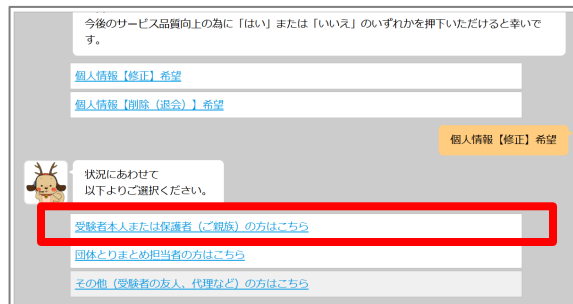 今後のサービス品質向上の為に「はい」または「いいえ」のいずれかを押下いただけると幸いで
す。
個人情報【修正】希望
個人情報【削除（退会）】希望
個人情報【修正】希望
状況にあわせて
以下よりご選択ください。
受験者本人または保護者（ご親族）の方はこちら
団体とりまとめ担当者の方はこちら
その他（受験者の友人、代理など）の方はこちら